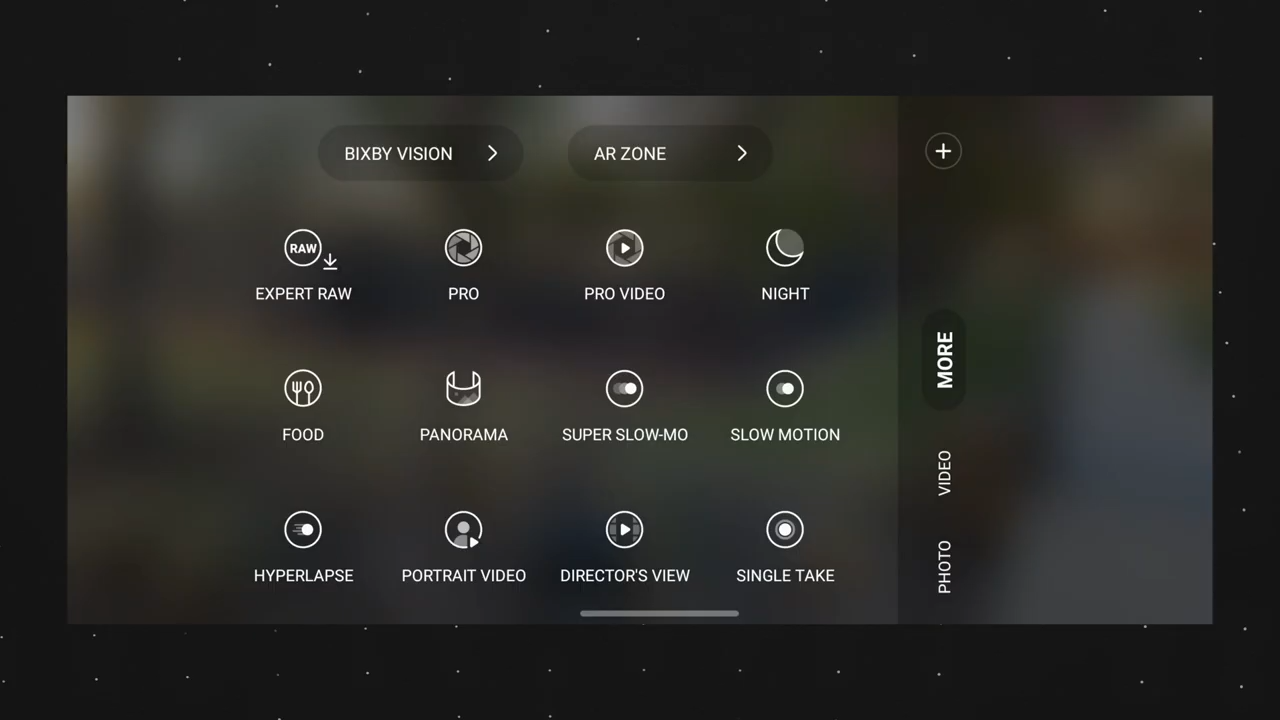 BIXBY VISION
AR ZONE
RAW
EXPERT RAW
PRO
PRO VIDEO
NIGHT
FOOD
PANORAMA
SUPER SLOW-MO
SLOW MOTION
HYPERLAPSE
PORTRAIT VIDEO
DIRECTOR'S VIEW
SINGLE TAKE
MORE
VIDEO
PHOTO